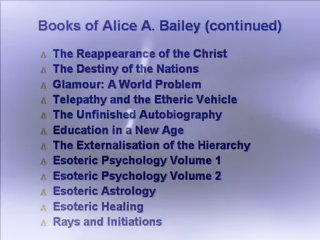 Books of Alice A. Bailey (continued)
The Reappearance of the Christ
The Destiny of the Nations
Glamour: A World Problem
Telepathy and the Etheric Vehicle
The Unfinished Autobiography
Education in a New Age
The Externalisation of the Hierarchy
Esoteric Psychology Volume 1
Esoteric Psychology Volume 2
Esoteric Astrology
Esoteric Healing
Rays and Initiations